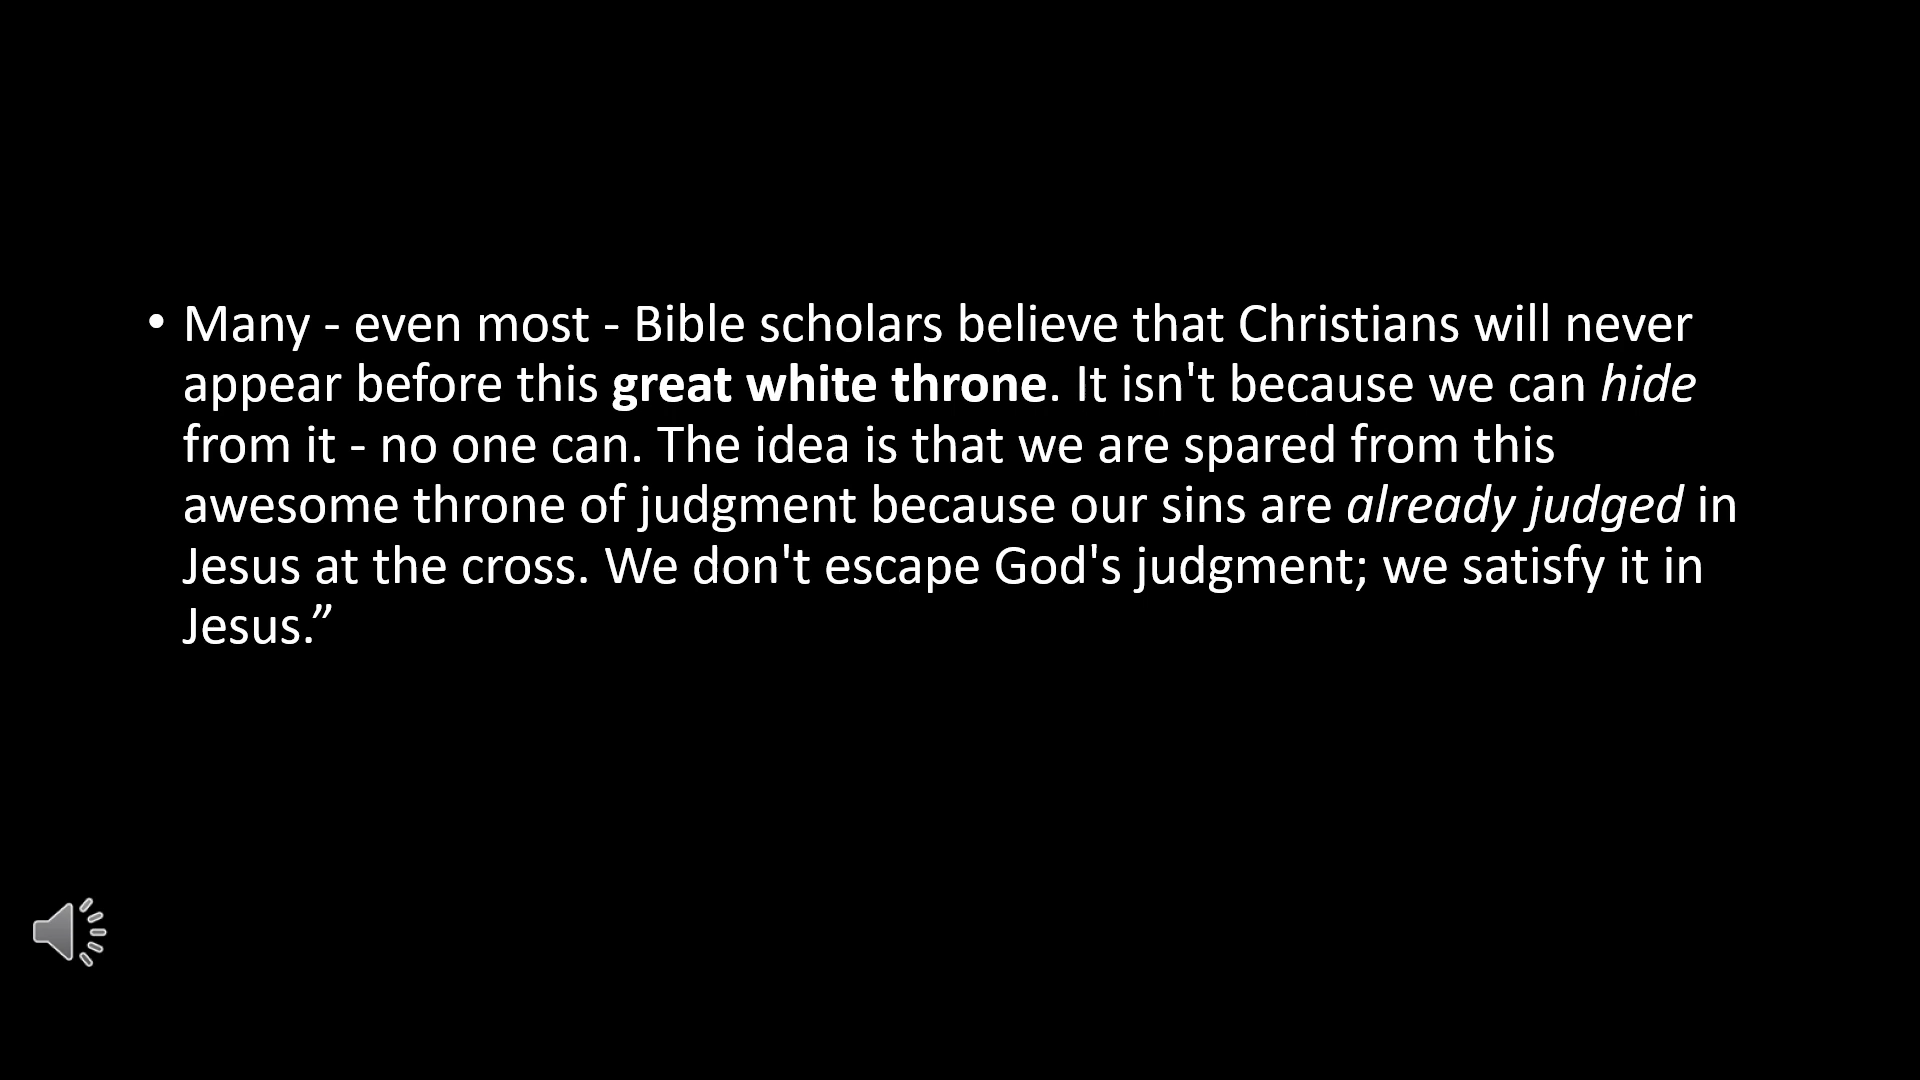 • Many - even most - Bible scholars believe that Christians will never
appear before this great white throne. It isn't because we can hide
from it - no one can. The idea is that we are spared from this
awesome throne of judgment because our sins are already judged in
Jesus at the cross. We don't escape God's judgment; we satisfy it in
Jesus.”